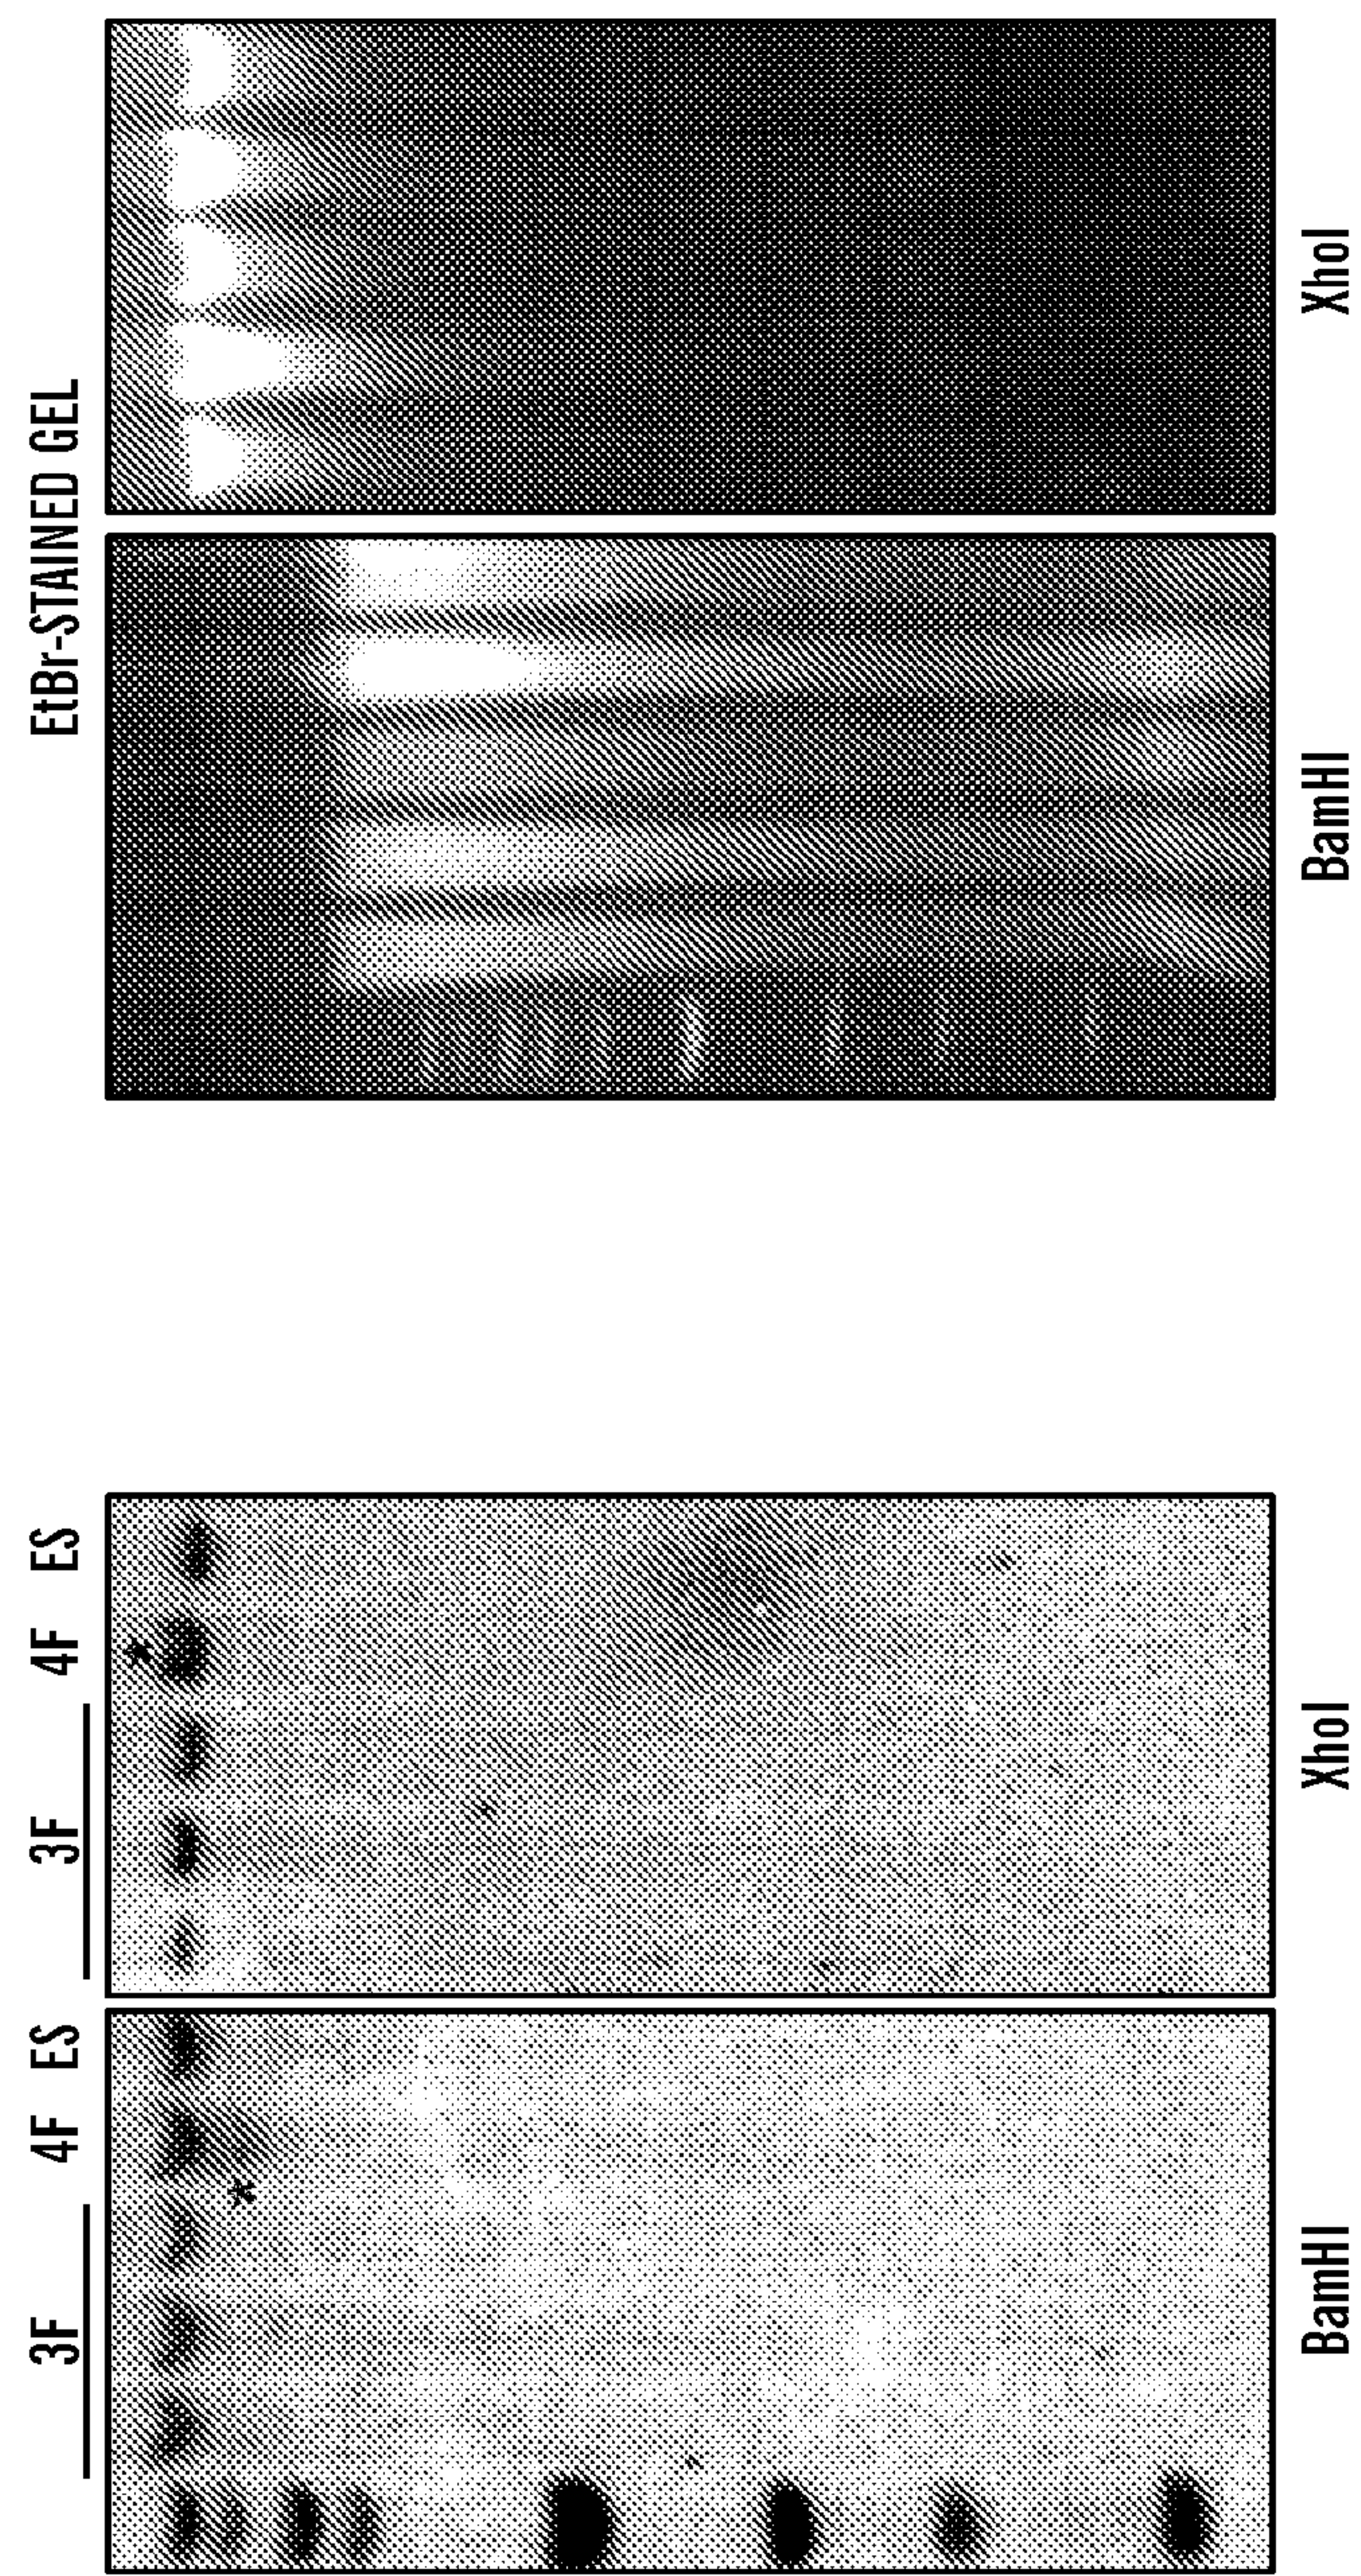 EtBr-STAINED GEL
3F 4F ES 3F 4F ES
*
*
BamHI XhoI BamHI XhoI